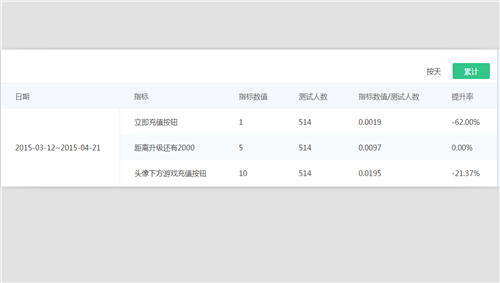 按天 累计
日期 指标 指标数值 测试人数 指标数值/测试人数 提升率
立即充值按钮 1 514 0.0019 -62.00%
2015-03-12~2015-04-21 距离升级还有2000 5 514 0.0097 0.00%
头像下方游戏充值按钮 10 514 0.0195 -21.37%